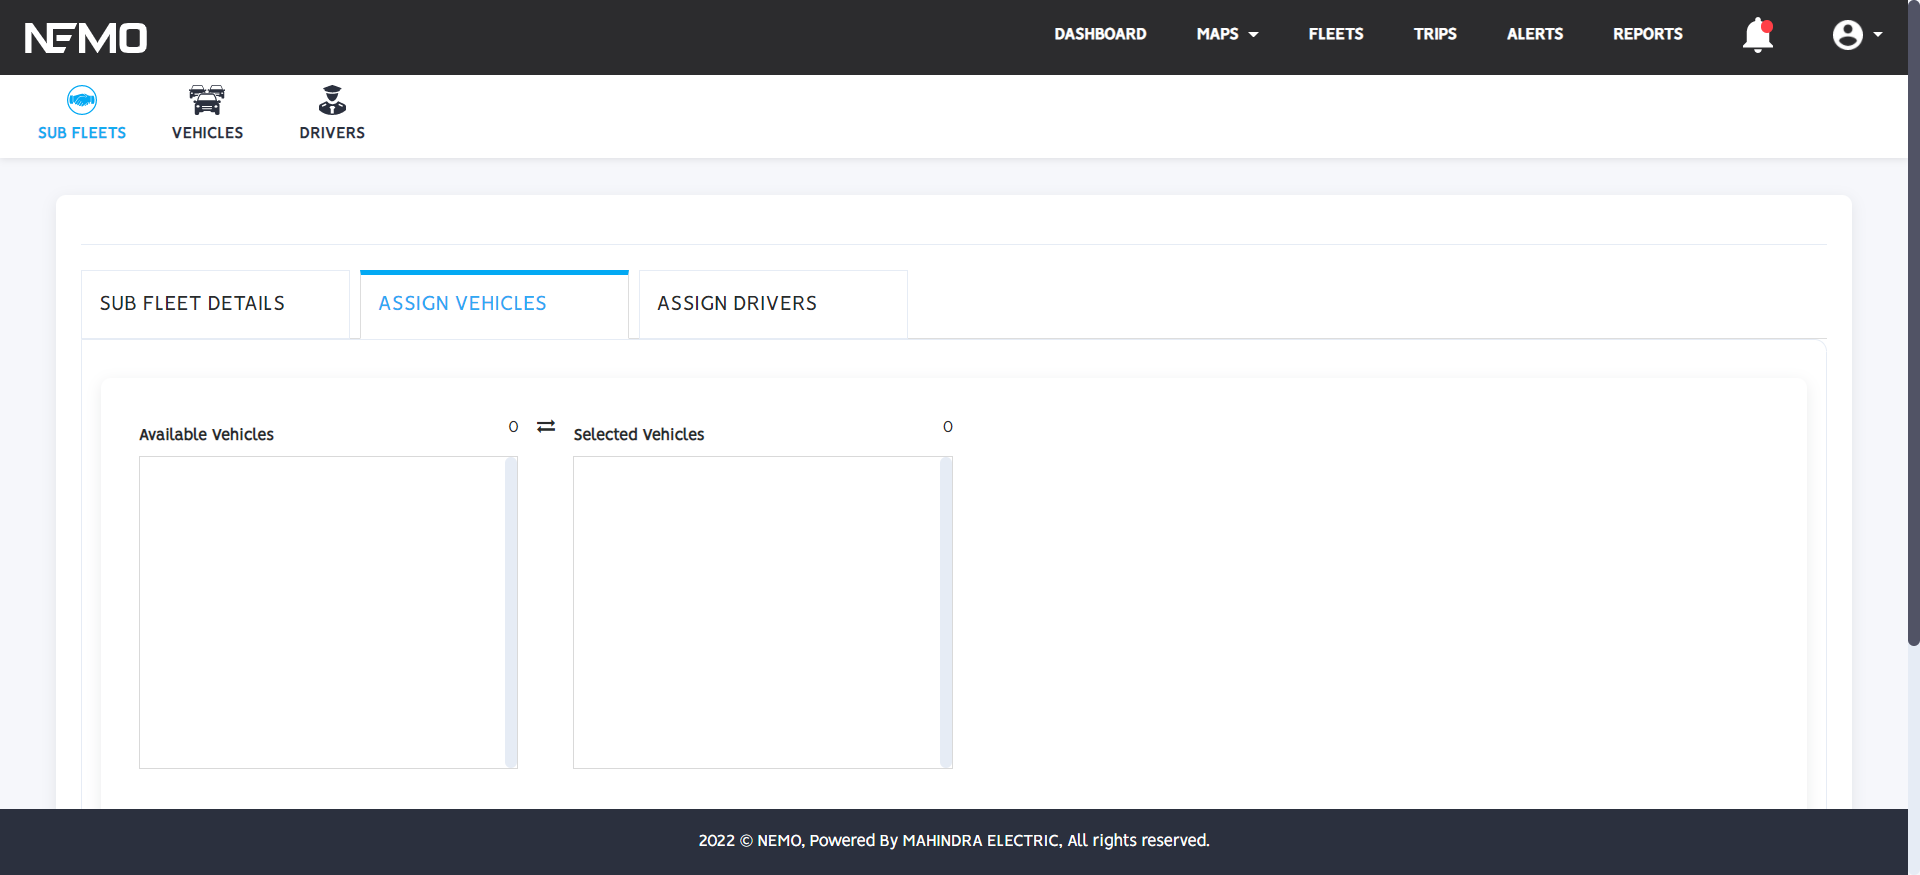 NEMO
DASHBOARD MAPS FLEETS TRIPS ALERTS REPORTS
SUB FLEETS VEHICLES DRIVERS
SUB FLEET DETAILS ASSIGN VEHICLES ASSIGN DRIVERS
Available Vehicles 0 Selected Vehicles 0
2022 © NEMO, Powered By MAHINDRA ELECTRIC, All rights reserved.